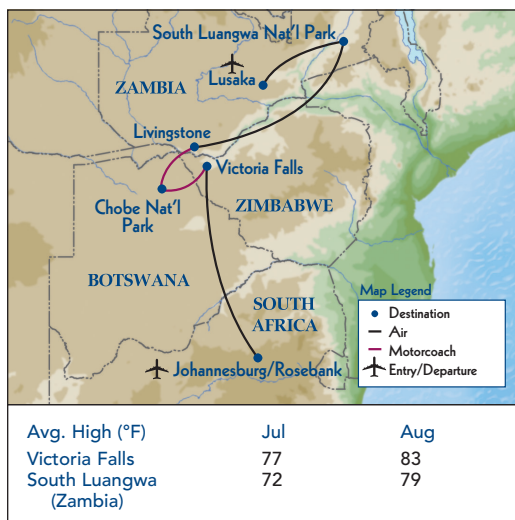 South Luangwa Nat'l Park
Lusaka
ZAMBIA
Livingstone
Victoria Falls
Chobe Nat'l
Park
ZIMBABWE
BOTSWANA
SOUTH
AFRICA
Johannesburg/Rosebank
Map Legend
Destination
Air
Motorcoach
Entry/Departure
Avg. High (°F) Jul Aug
Victoria Falls 77 83
South Luangwa 72 79
(Zambia)